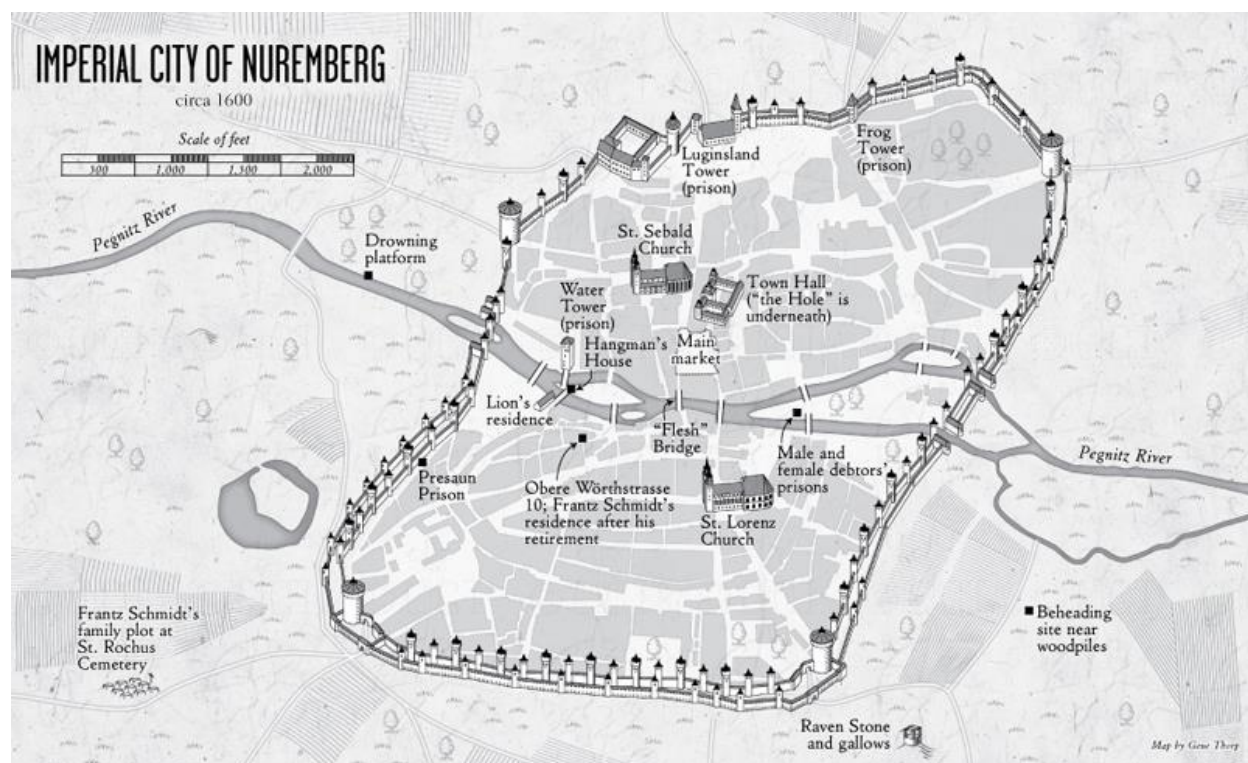 IMPERIAL CITY OF NUREMBERG
circa 1600
Scale of feet
500 1,000 1,500 2,000
Pegnitz River
Drowning
platform
Luginsland
Tower
(prison)
Frog
Tower
(prison)
St. Sebald
Church
Town Hall
("the Hole" is
underneath)
Water
Tower
(prison)
Hangman's
House
Main
market
Lion's
residence
"Flesh"
Bridge
Male and
female debtors'
prisons
Pegnitz River
Presaun
Prison
Obere Wörthstrasse
10; Frantz Schmidt's
residence after his
retirement
St. Lorenz
Church
Frantz Schmidt's
family plot at
St. Rochus
Cemetery
Beheading
site near
woodpiles
Raven Stone
and gallows
Map by Gene Thorp